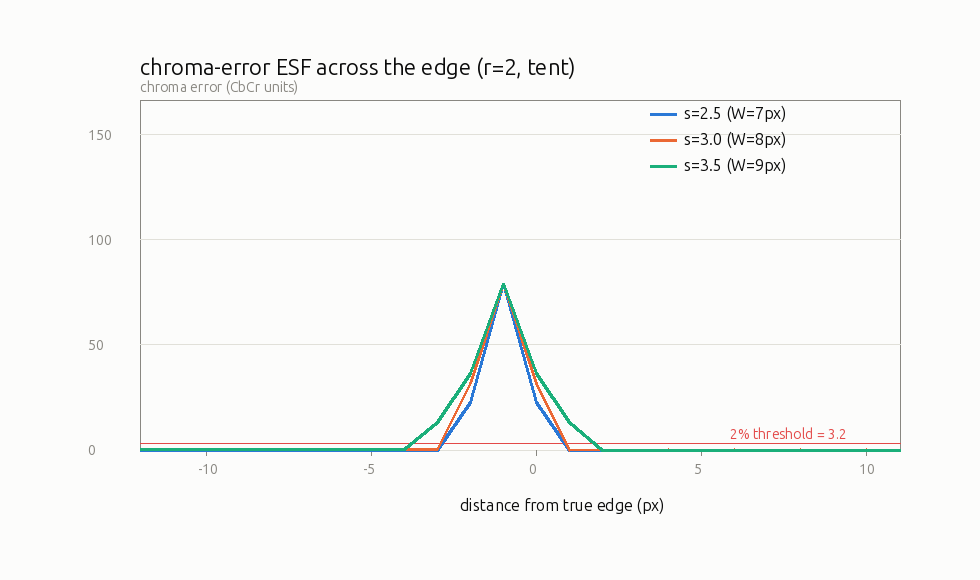 chroma-error ESF across the edge (r=2, tent)
chroma error (CbCr units)
s=2.5 (W=7px)
s=3.0 (W=8px)
s=3.5 (W=9px)
150
100
50
0
2% threshold = 3.2
-10 -5 0 5 10
distance from true edge (px)